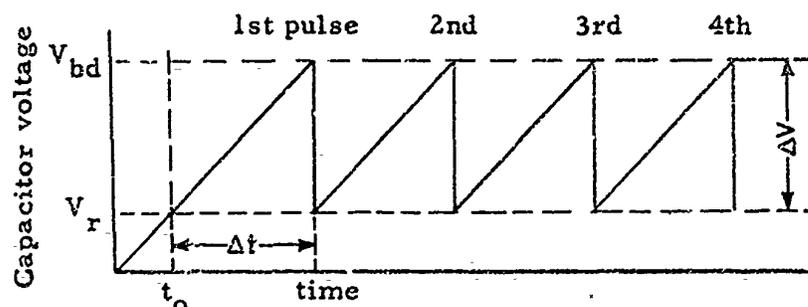 1st pulse 2nd 3rd 4th
Capacitor voltage
V_bd
ΔV
V_r
Δt
t_o time